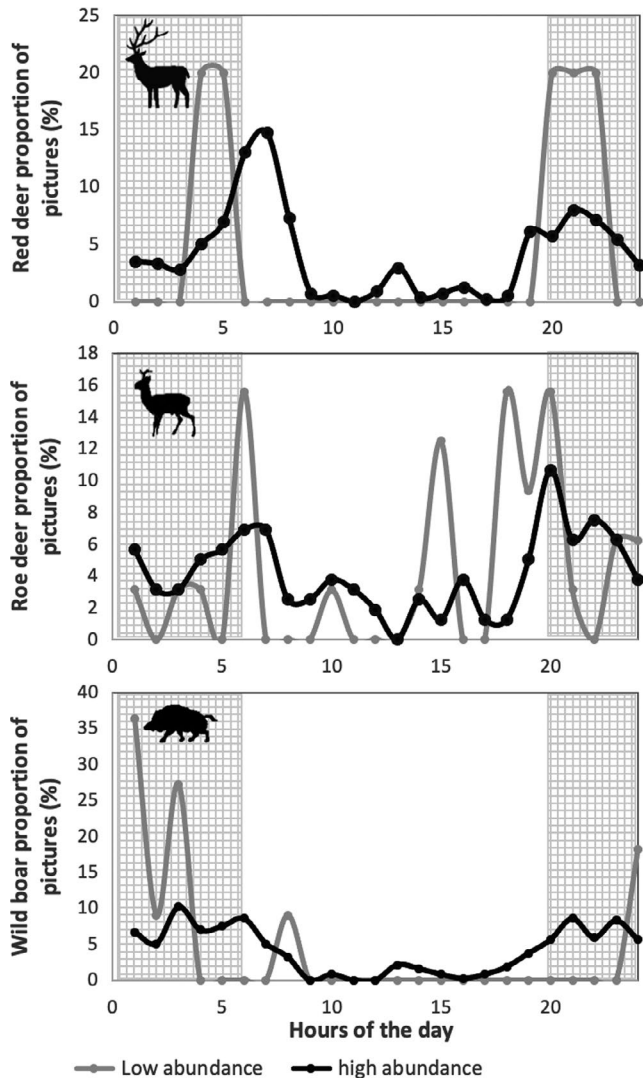 Red deer proportion of
pictures (%)
25
20
15
10
5
0
0 5 10 15 20
Roe deer proportion of
pictures (%)
18
16
14
12
10
8
6
4
2
0
0 5 10 15 20
Wild boar proportion of
pictures (%)
40
35
30
25
20
15
10
5
0
0 5 10 15 20
Hours of the day
Low abundance high abundance